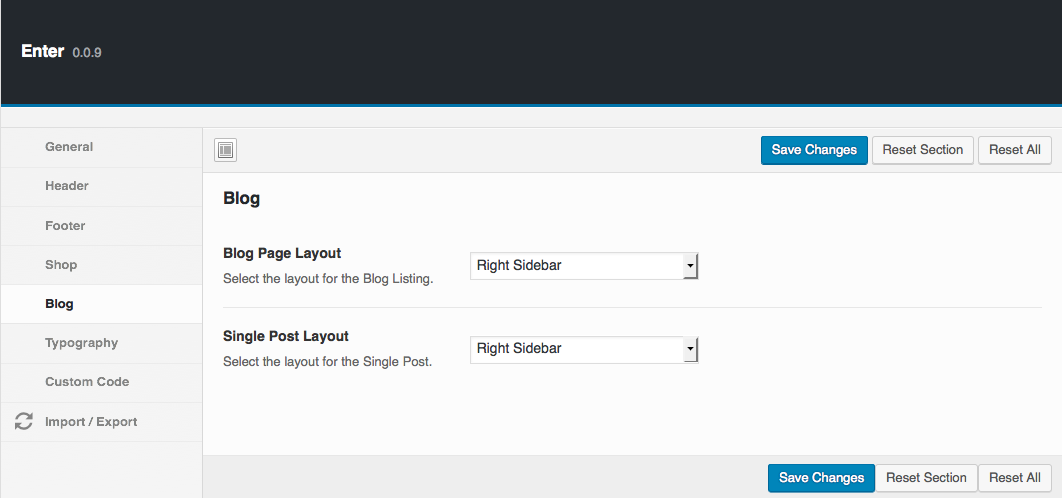 Enter 0.0.9
General
Header
Footer
Shop
Blog
Typography
Custom Code
Import / Export
Save Changes Reset Section Reset All
Blog
Blog Page Layout
Select the layout for the Blog Listing.
Right Sidebar
Single Post Layout
Select the layout for the Single Post.
Right Sidebar
Save Changes Reset Section Reset All